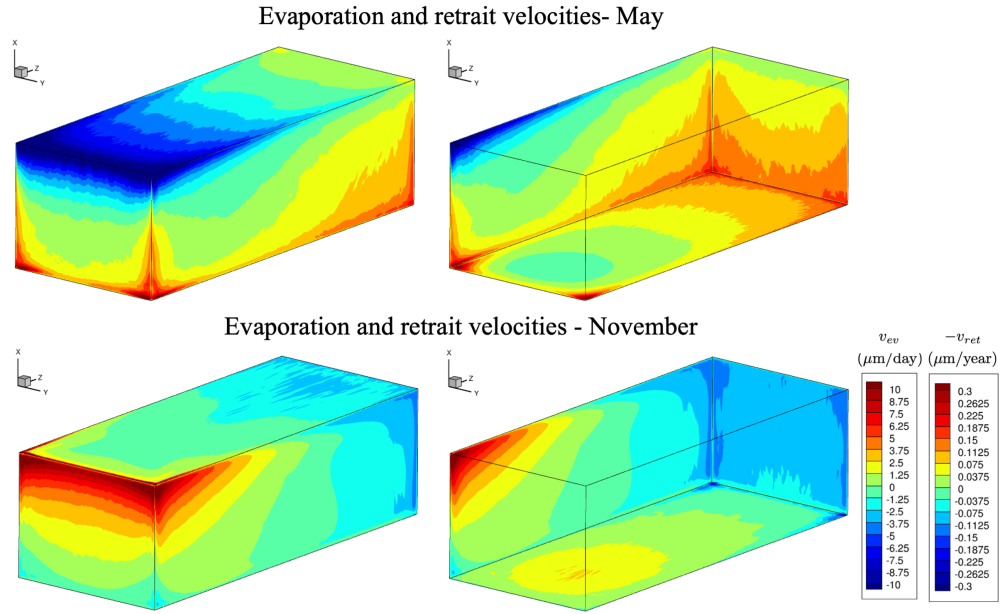 Evaporation and retrait velocities- May
X
Z
Y
X
Z
Y
Evaporation and retrait velocities - November
X
Z
Y
X
Z
Y
v_ev
(μm/day)
10
8.75
7.5
6.25
5
3.75
2.5
1.25
0
-1.25
-2.5
-3.75
-5
-6.25
-7.5
-8.75
-10
−v_ret
(μm/year)
0.3
0.2625
0.225
0.1875
0.15
0.1125
0.075
0.0375
0
-0.0375
-0.075
-0.1125
-0.15
-0.1875
-0.225
-0.2625
-0.3